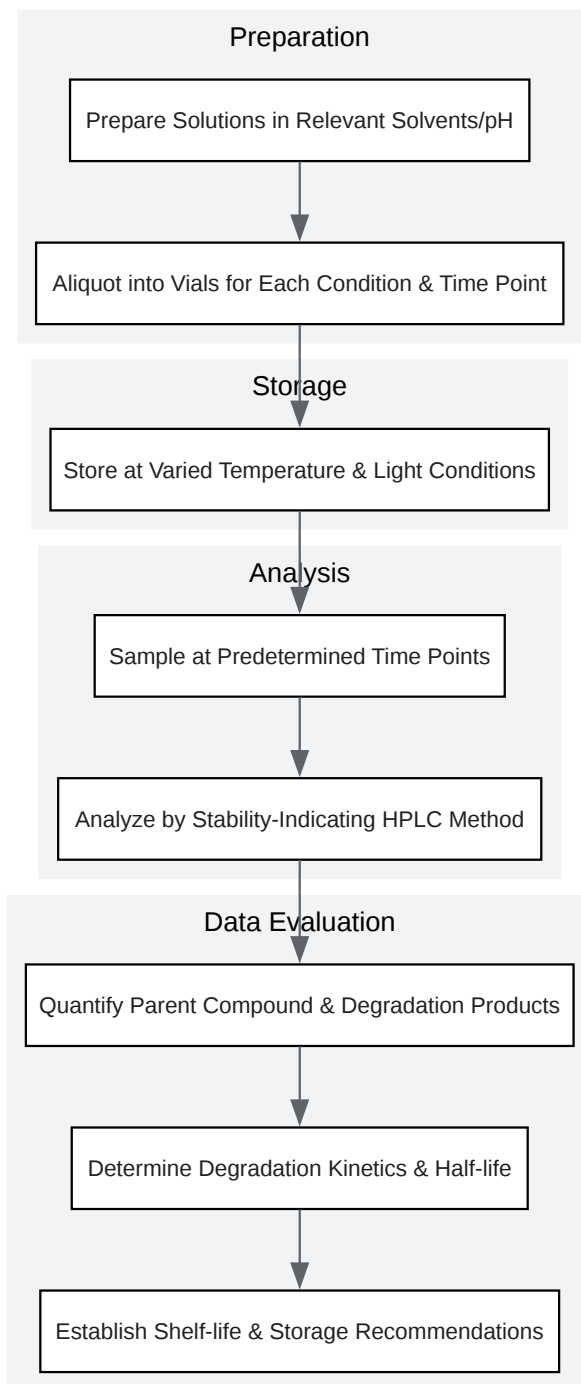 Preparation
Prepare Solutions in Relevant Solvents/pH
Aliquot into Vials for Each Condition & Time Point
Storage
Store at Varied Temperature & Light Conditions
Analysis
Sample at Predetermined Time Points
Analyze by Stability-Indicating HPLC Method
Data Evaluation
Quantify Parent Compound & Degradation Products
Determine Degradation Kinetics & Half-life
Establish Shelf-life & Storage Recommendations